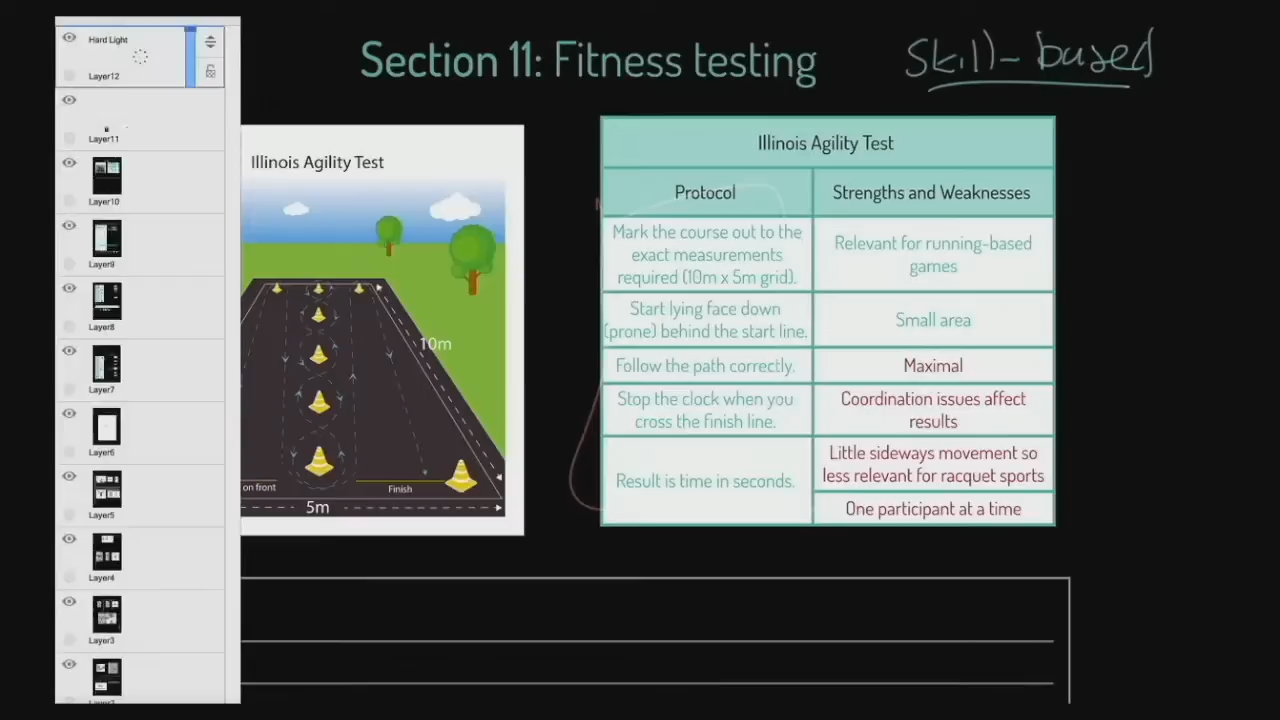 Hard Light
Layer12
Layer11
Layer10
Layer9
Layer8
Layer7
Layer6
Layer5
Layer4
Layer3
Section 11: Fitness testing
Skill-based
Illinois Agility Test
10m
on front
Finish
5m
Illinois Agility Test
Protocol
Strengths and Weaknesses
Mark the course out to the
exact measurements
required (10m x 5m grid).
Relevant for running-based
games
Start lying face down
(prone) behind the start line.
Small area
Follow the path correctly.
Maximal
Stop the clock when you
cross the finish line.
Coordination issues affect
results
Result is time in seconds.
Little sideways movement so
less relevant for racquet sports
One participant at a time